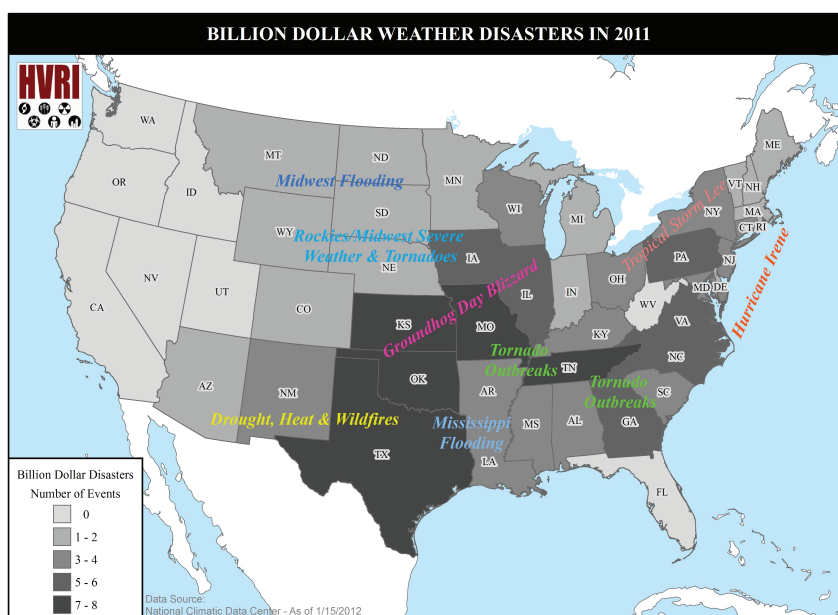 BILLION DOLLAR WEATHER DISASTERS IN 2011
HVRI
WA
MT
ND
ME
OR
ID
MN
VT
NH
Midwest Flooding
Tropical Storm Lee
WI
MI
NY
MA
SD
CT
RI
WY
Rockies/Midwest Severe
Weather & Tornadoes
IA
PA
NJ
NE
OH
Hurricane Irene
NV
UT
IL
IN
MD
DE
CA
CO
Groundhog Day Blizzard
WV
VA
KS
MO
KY
Tornado
Outbreaks
TN
NC
AZ
NM
OK
AR
Tornado
Outbreaks
SC
Drought, Heat & Wildfires
Mississippi
Flooding
MS
AL
GA
TX
LA
FL
Billion Dollar Disasters
Number of Events
0
1 - 2
3 - 4
5 - 6
7 - 8
Data Source:
National Climatic Data Center - As of 1/15/2012